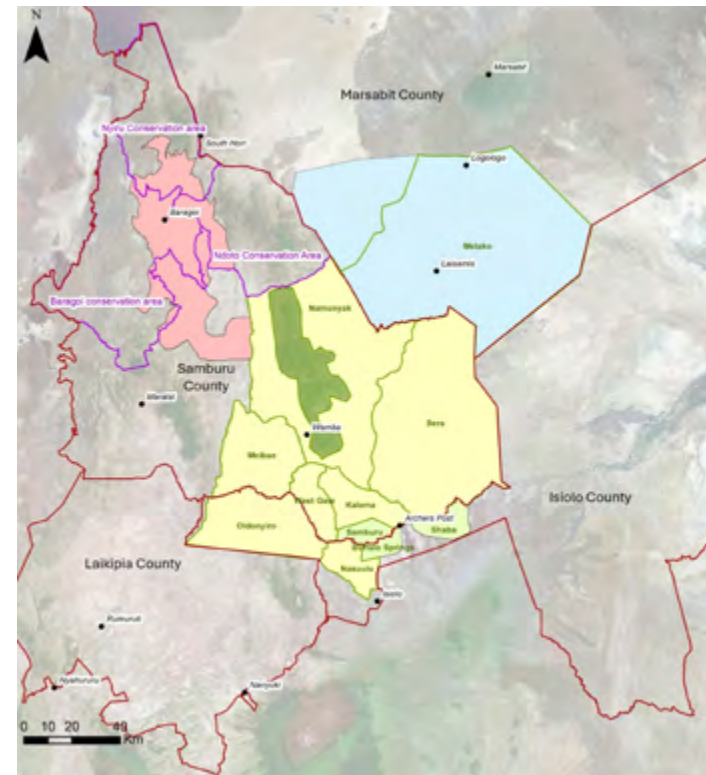 N
Marsabit
Marsabit County
Nyiru Conservation area
South Horr
Logologo
Baragoi
Melako
Ndoto Conservation Area
Laisamis
Baragoi conservation area
Namunyak
Samburu
County
Maralal
Sera
Wamba
Meibae
Isiolo County
West Gate
Kalama
Archers Post
Oldonyiro
Samburu
Shaba
Buffalo Springs
Laikipia County
Nakuprat
Isiolo
Rumuruti
Nyahururu
Nanyuki
0 10 20 40
Km